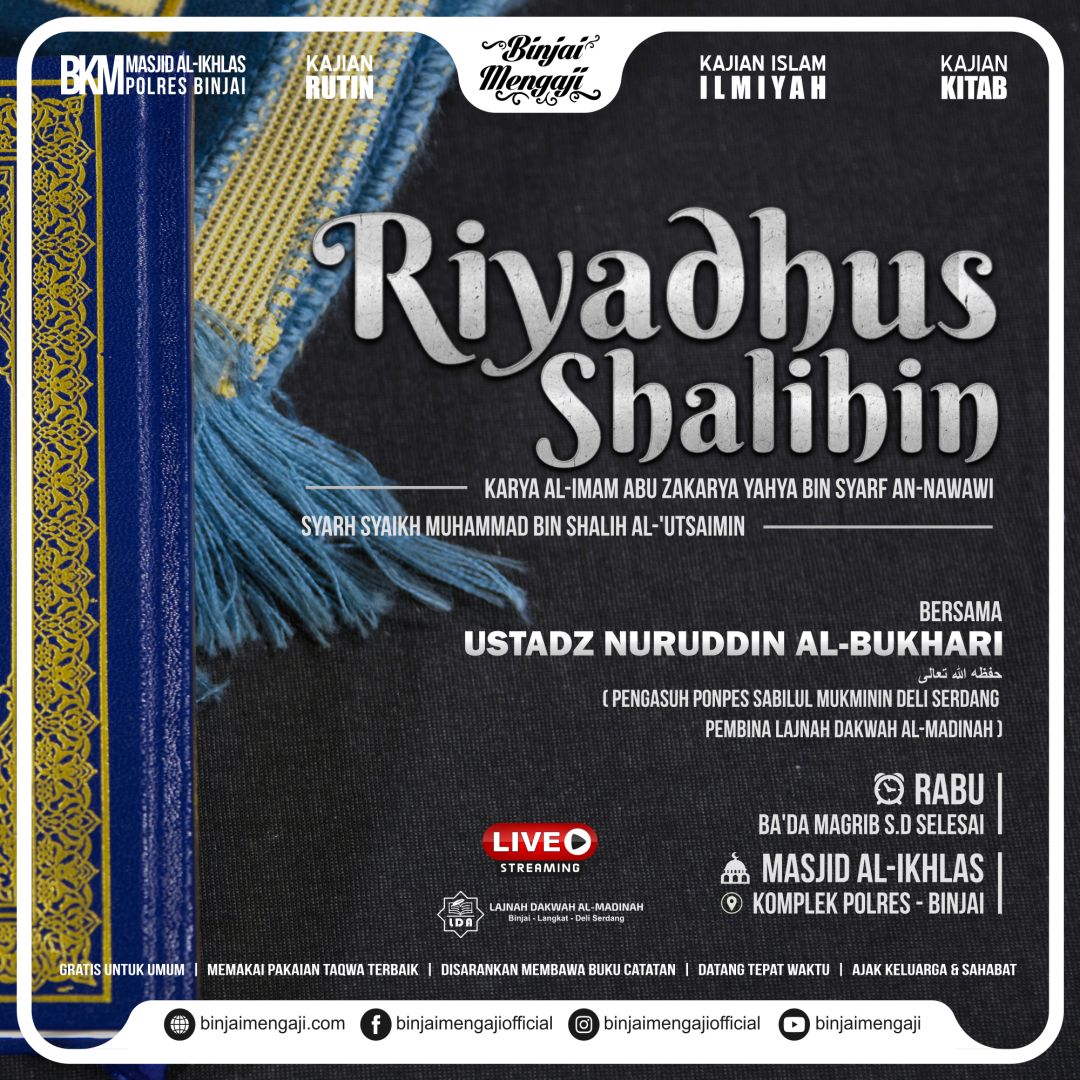 BKM MASJID AL-IKHLAS
POLRES BINJAI
KAJIAN
RUTIN
Binjai
Mengaji
KAJIAN ISLAM
ILMIYAH
KAJIAN
KITAB
Riyadhus
Shalihin
KARYA AL-IMAM ABU ZAKARYA YAHYA BIN SYARF AN-NAWAWI
SYARH SYAIKH MUHAMMAD BIN SHALIH AL-'UTSAIMIN
BERSAMA
USTADZ NURUDDIN AL-BUKHARI
حفظه الله تعالى
( PENGASUH PONPES SABILUL MUKMININ DELI SERDANG
PEMBINA LAJNAH DAKWAH AL-MADINAH )
RABU
BA'DA MAGRIB S.D SELESAI
MASJID AL-IKHLAS
KOMPLEK POLRES - BINJAI
LIVE
STREAMING
LDA
LAJNAH DAKWAH AL-MADINAH
Binjai - Langkat - Deli Serdang
GRATIS UNTUK UMUM | MEMAKAI PAKAIAN TAQWA TERBAIK | DISARANKAN MEMBAWA BUKU CATATAN | DATANG TEPAT WAKTU | AJAK KELUARGA & SAHABAT
binjaimengaji.com binjaimengajiofficial binjaimengajiofficial binjaimengaji